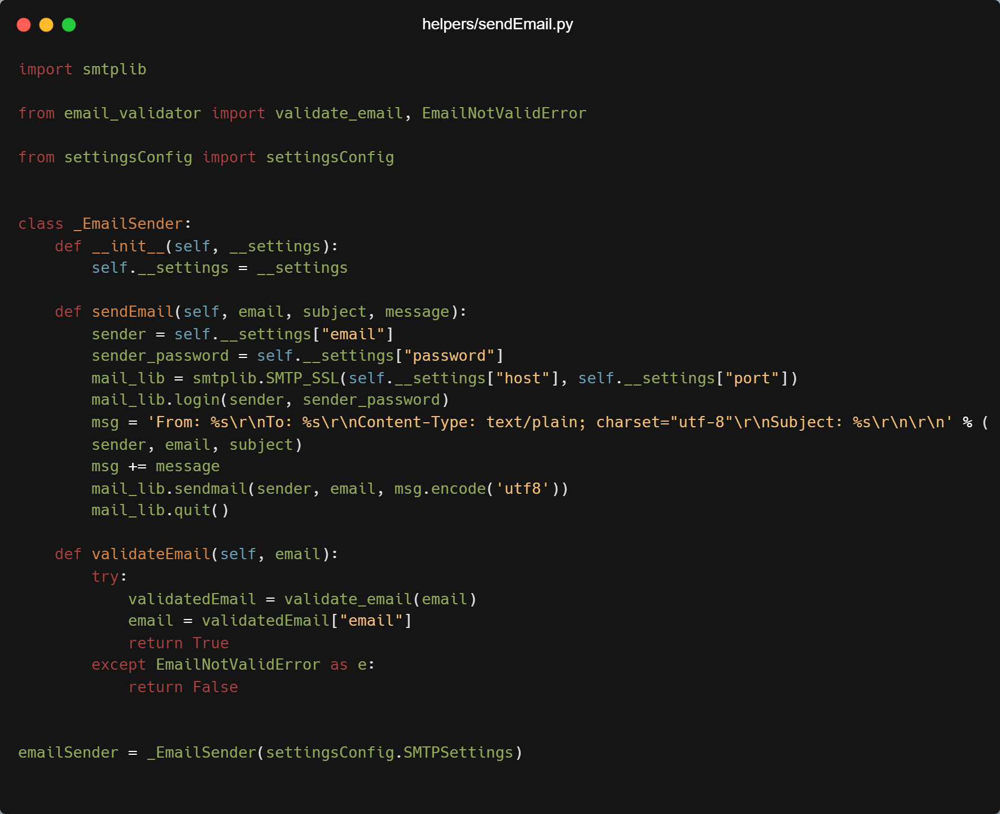 helpers/sendEmail.py
import smtplib
from email_validator import validate_email, EmailNotValidError
from settingsConfig import settingsConfig
class _EmailSender:
    def __init__(self, __settings):
        self.__settings = __settings
    def sendEmail(self, email, subject, message):
        sender = self.__settings["email"]
        sender_password = self.__settings["password"]
        mail_lib = smtplib.SMTP_SSL(self.__settings["host"], self.__settings["port"])
        mail_lib.login(sender, sender_password)
        msg = 'From: %s\r\nTo: %s\r\nContent-Type: text/plain; charset="utf-8"\r\nSubject: %s\r\n\r\n' % (
        sender, email, subject)
        msg += message
        mail_lib.sendmail(sender, email, msg.encode('utf8'))
        mail_lib.quit()
    def validateEmail(self, email):
        try:
            validatedEmail = validate_email(email)
            email = validatedEmail["email"]
            return True
        except EmailNotValidError as e:
            return False
emailSender = _EmailSender(settingsConfig.SMTPSettings)